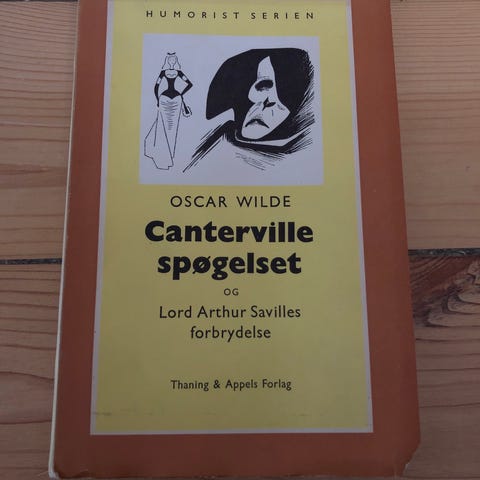 HUMORIST SERIEN
OSCAR WILDE
Canterville
spøgelset
OG
Lord Arthur Savilles
forbrydelse
Thaning & Appels Forlag